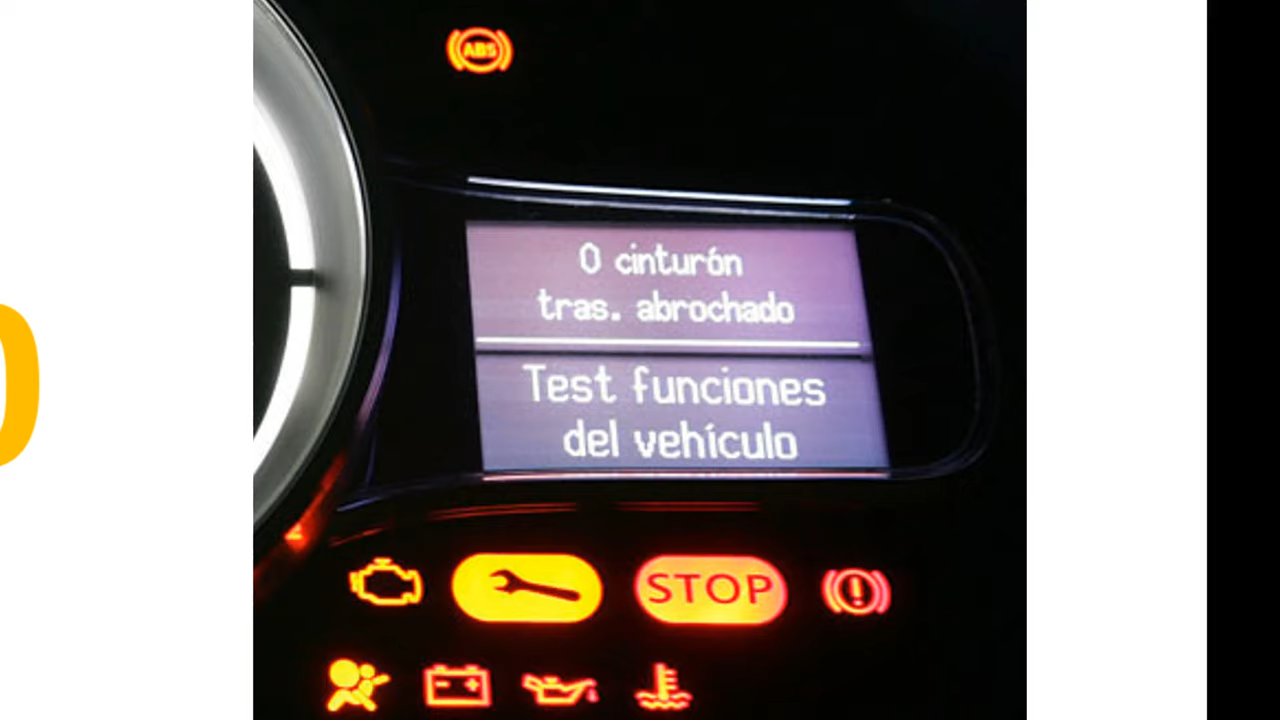 ABS
0 cinturón
tras. abrochado
Test funciones
del vehículo
STOP